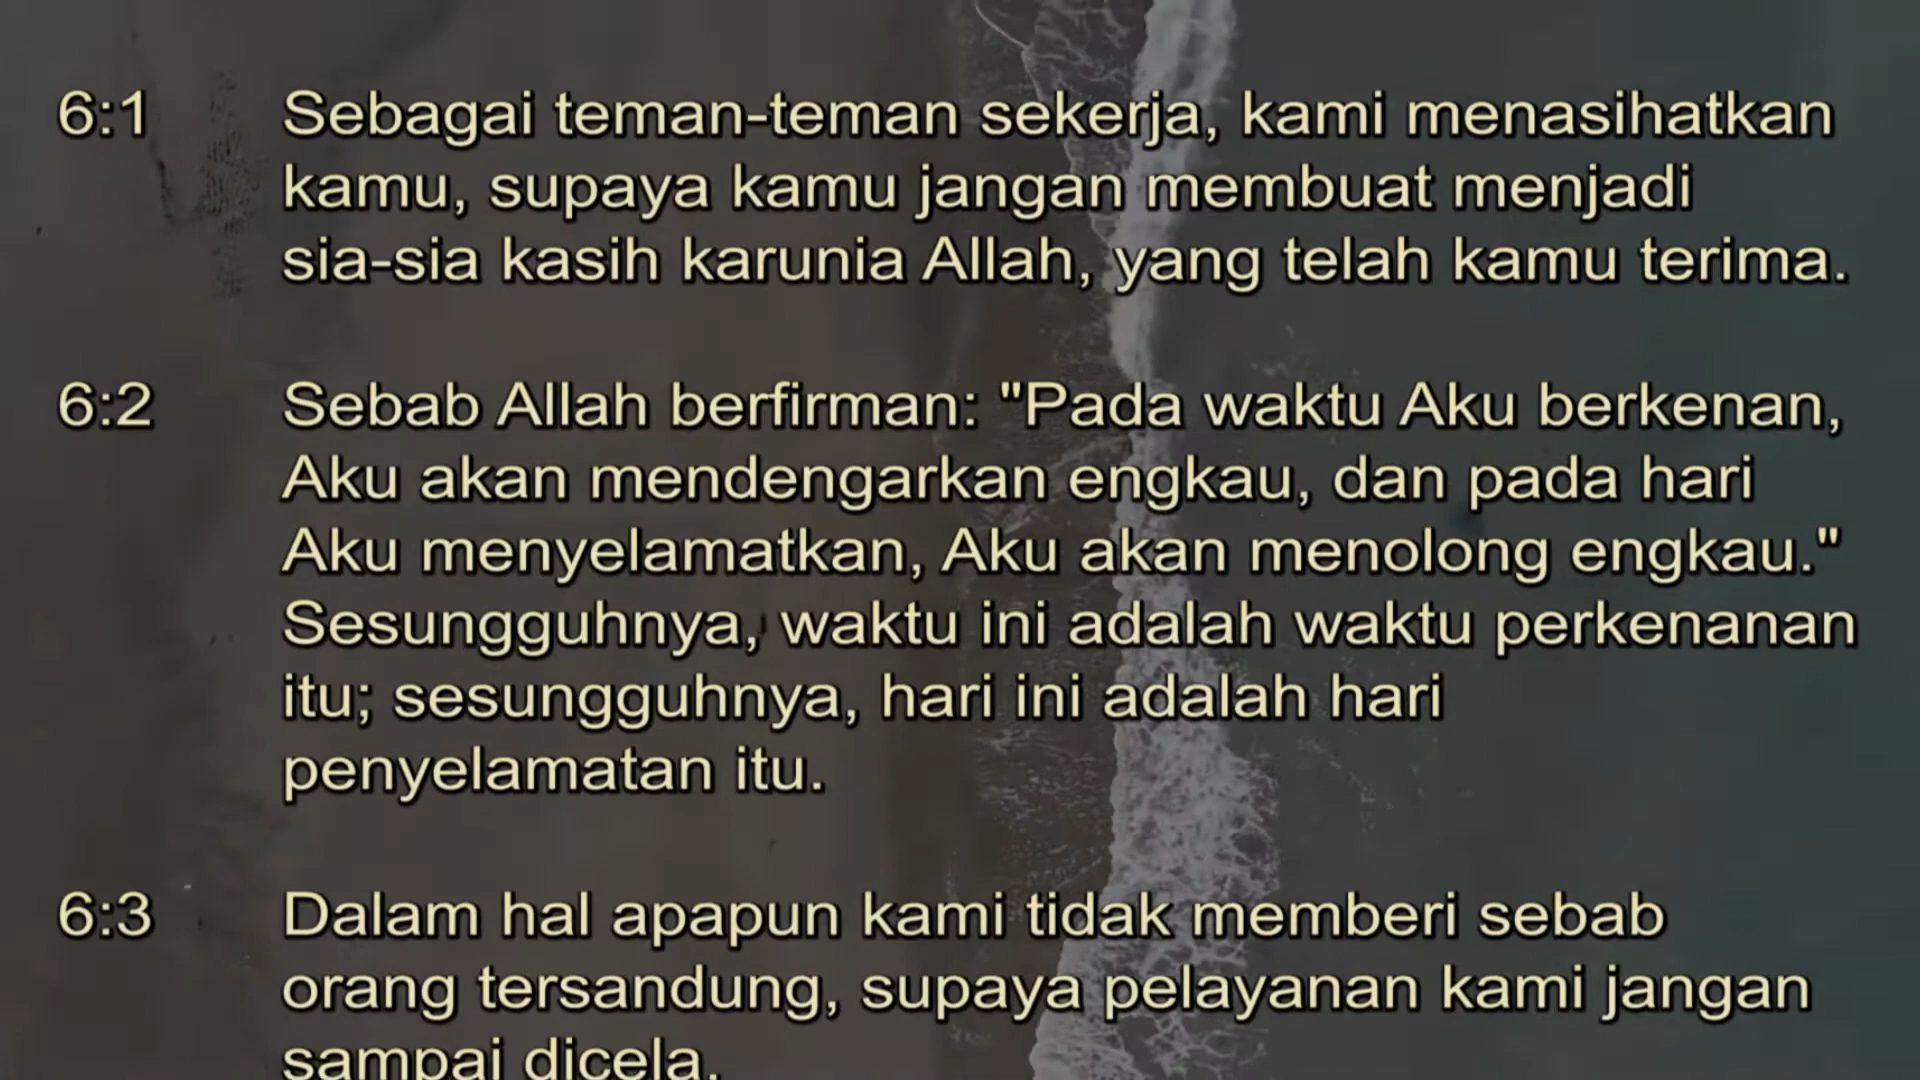 6:1 Sebagai teman-teman sekerja, kami menasihatkan
kamu, supaya kamu jangan membuat menjadi
sia-sia kasih karunia Allah, yang telah kamu terima.
6:2 Sebab Allah berfirman: "Pada waktu Aku berkenan,
Aku akan mendengarkan engkau, dan pada hari
Aku menyelamatkan, Aku akan menolong engkau."
Sesungguhnya, waktu ini adalah waktu perkenanan
itu; sesungguhnya, hari ini adalah hari
penyelamatan itu.
6:3 Dalam hal apapun kami tidak memberi sebab
orang tersandung, supaya pelayanan kami jangan
sampai dicela.